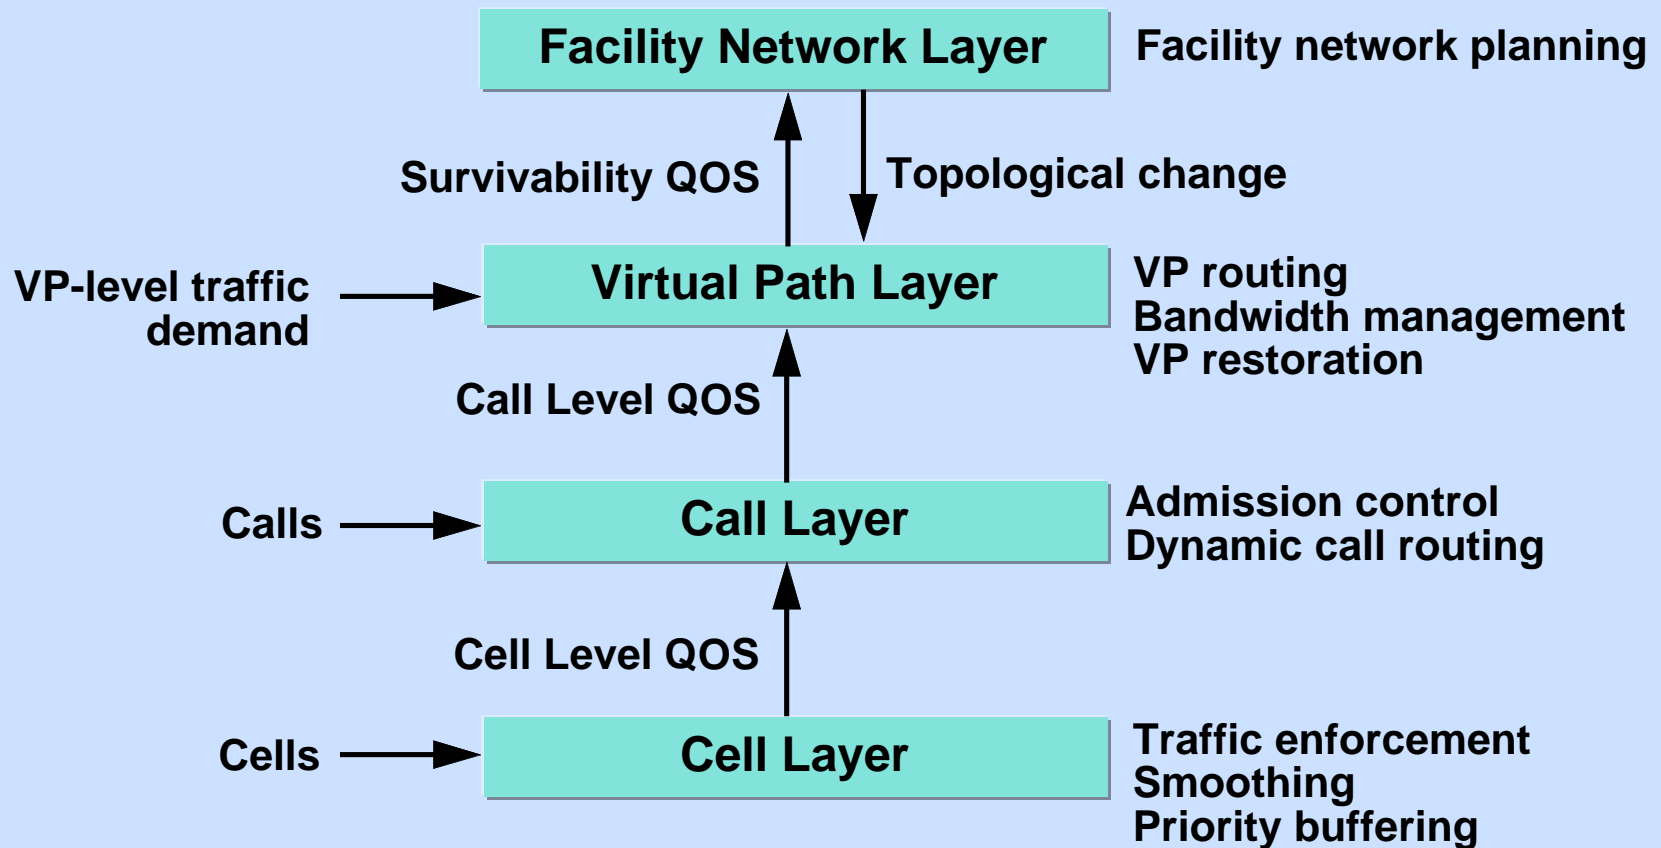 Facility Network Layer
Facility network planning
Survivability QOS
Topological change
VP-level traffic
demand
Virtual Path Layer
VP routing
Bandwidth management
VP restoration
Call Level QOS
Calls
Call Layer
Admission control
Dynamic call routing
Cell Level QOS
Cells
Cell Layer
Traffic enforcement
Smoothing
Priority buffering